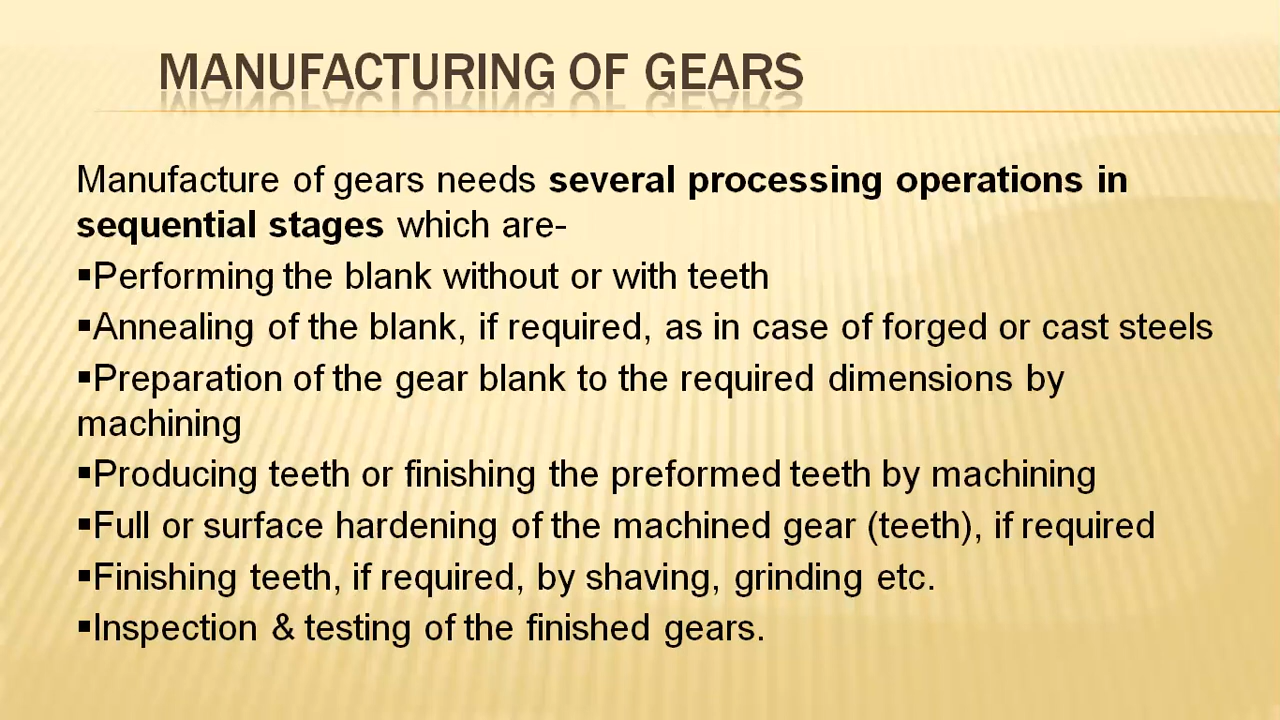 MANUFACTURING OF GEARS
Manufacture of gears needs several processing operations in
sequential stages which are-
▪Performing the blank without or with teeth
▪Annealing of the blank, if required, as in case of forged or cast steels
▪Preparation of the gear blank to the required dimensions by
machining
▪Producing teeth or finishing the preformed teeth by machining
▪Full or surface hardening of the machined gear (teeth), if required
▪Finishing teeth, if required, by shaving, grinding etc.
▪Inspection & testing of the finished gears.